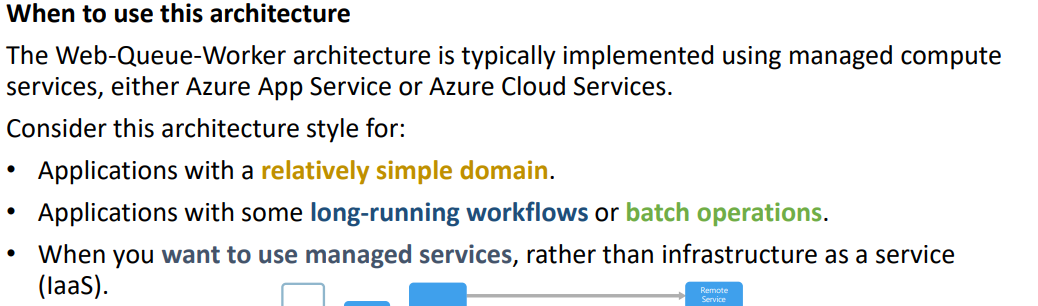 When to use this architecture
The Web-Queue-Worker architecture is typically implemented using managed compute
services, either Azure App Service or Azure Cloud Services.
Consider this architecture style for:
• Applications with a relatively simple domain.
• Applications with some long-running workflows or batch operations.
• When you want to use managed services, rather than infrastructure as a service
(IaaS).
Remote
Service